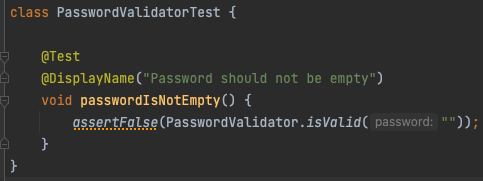 class PasswordValidatorTest {
@Test
@DisplayName("Password should not be empty")
void passwordIsNotEmpty() {
assertFalse(PasswordValidator.isValid( password: ""));
}
}